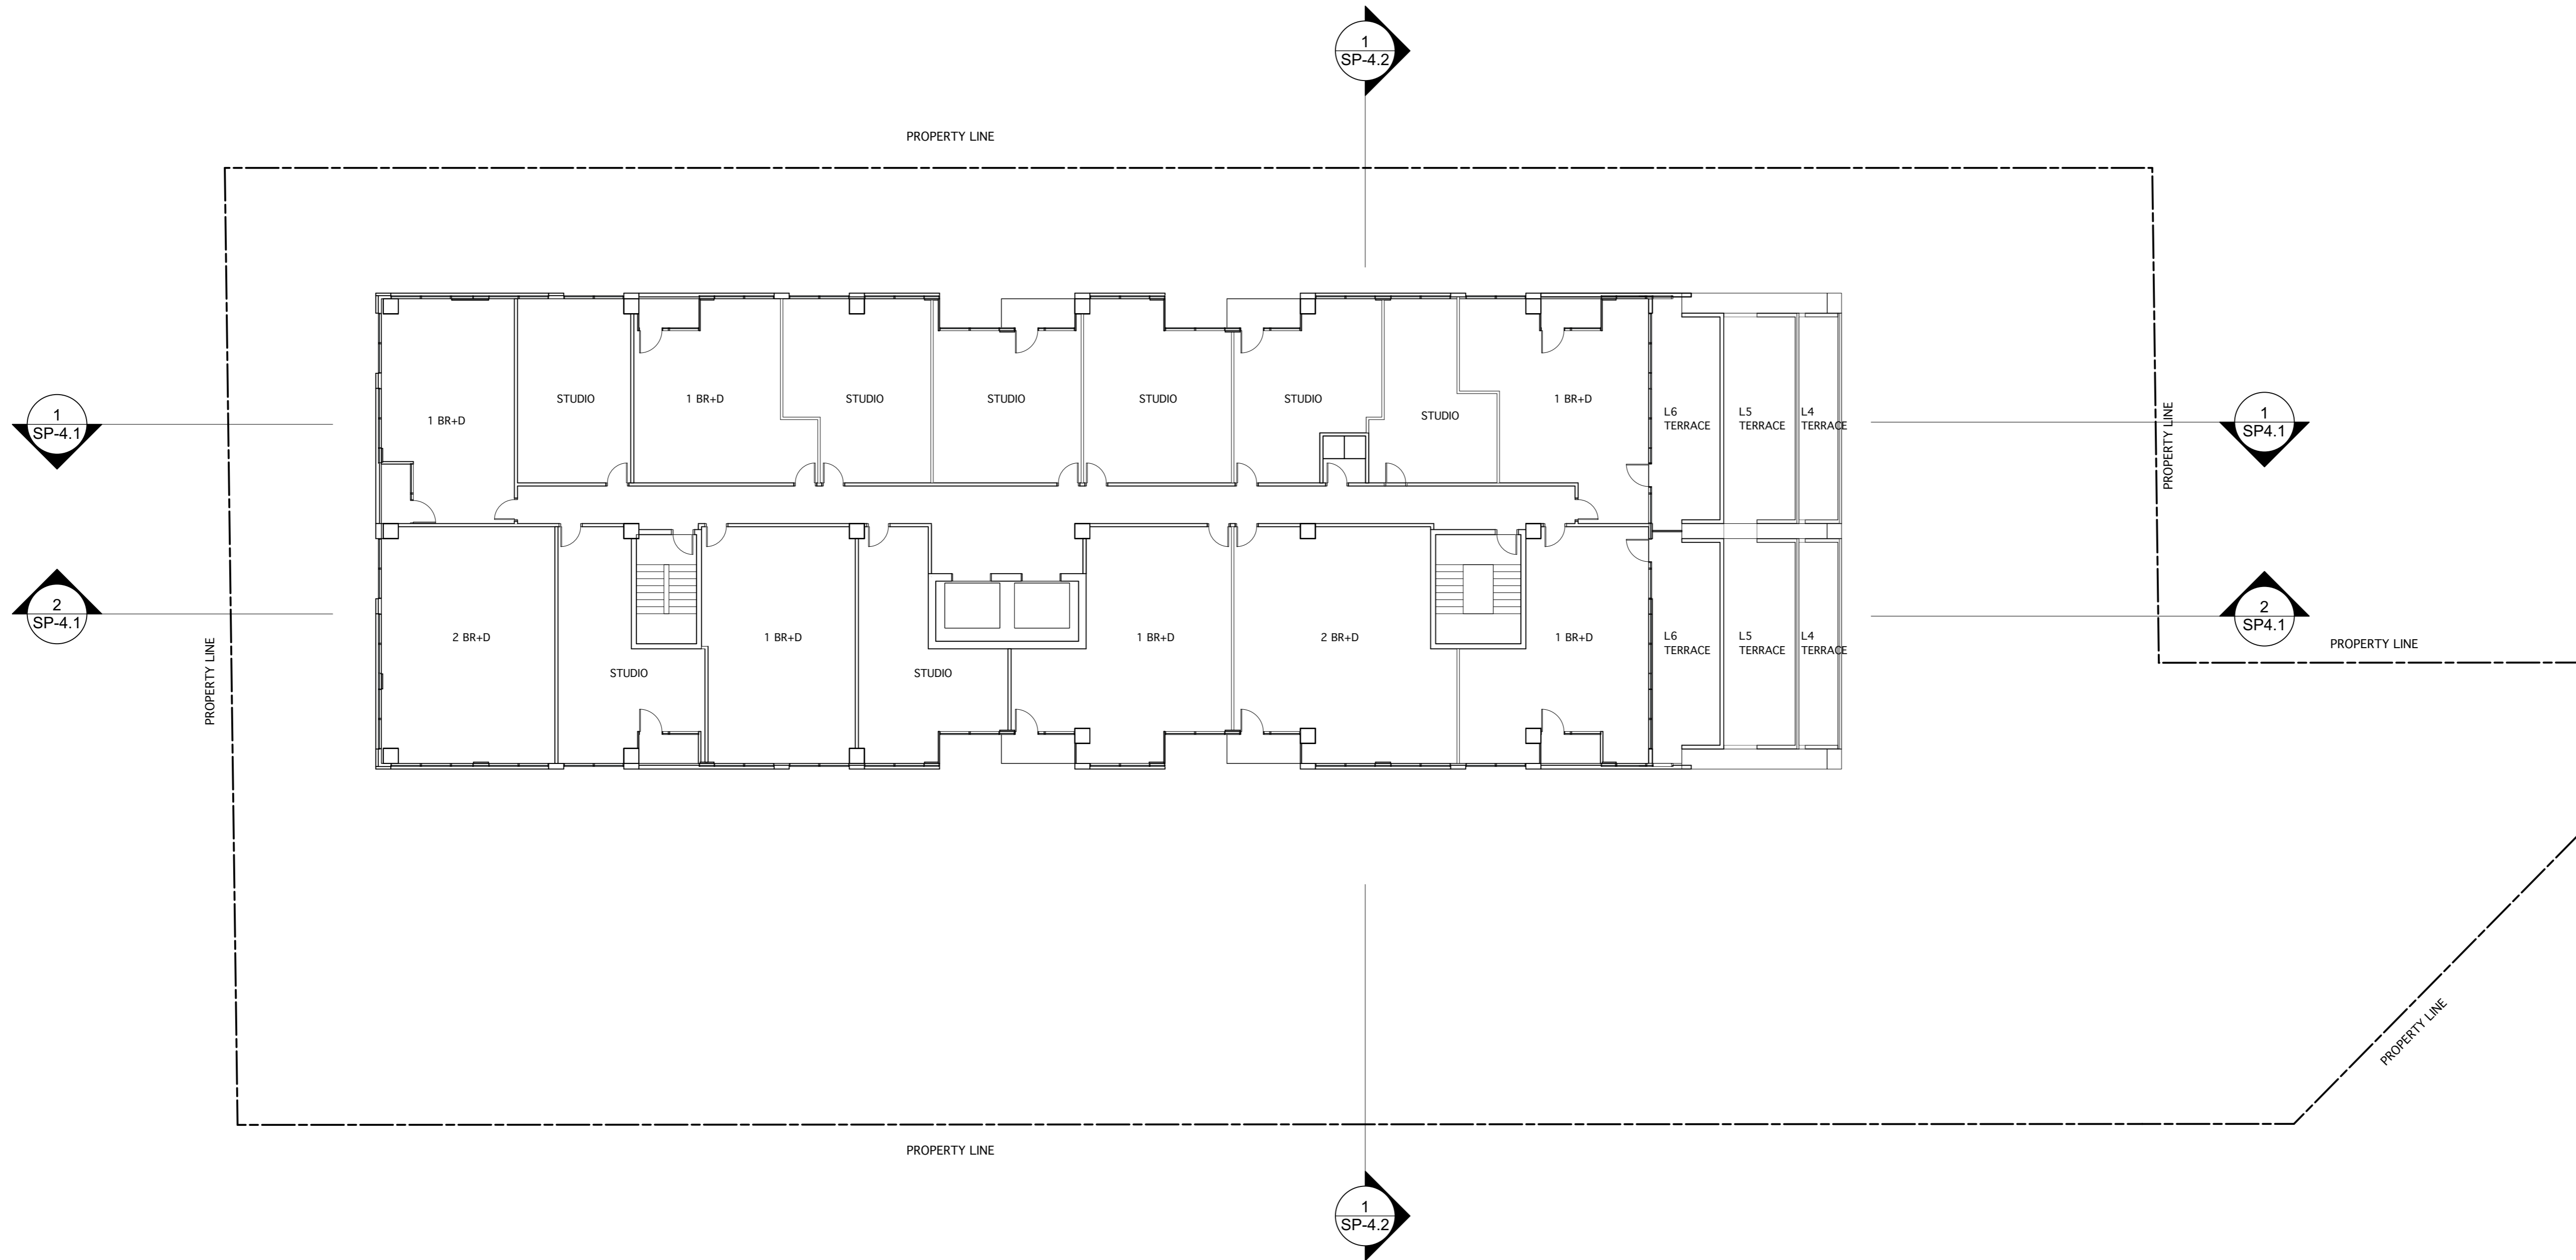 1
SP-4.2
PROPERTY LINE
1
SP-4.1
1 BR+D
STUDIO
1 BR+D
STUDIO
STUDIO
STUDIO
STUDIO
STUDIO
1 BR+D
L6
TERRACE
L5
TERRACE
L4
TERRACE
PROPERTY LINE
1
SP4.1
2
SP-4.1
PROPERTY LINE
2 BR+D
STUDIO
1 BR+D
STUDIO
1 BR+D
2 BR+D
1 BR+D
L6
TERRACE
L5
TERRACE
L4
TERRACE
2
SP4.1
PROPERTY LINE
PROPERTY LINE
PROPERTY LINE
1
SP-4.2